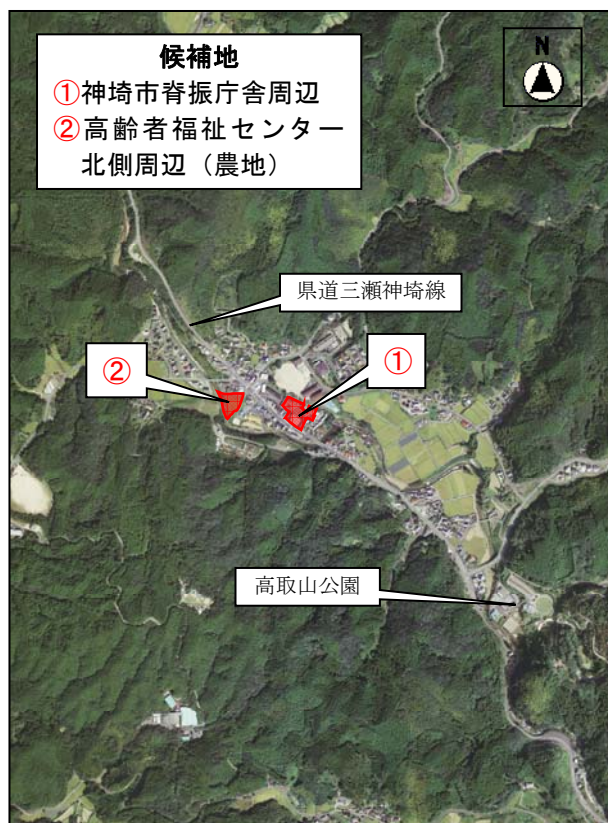 候補地
①神埼市脊振庁舎周辺
②高齢者福祉センター
北側周辺（農地）
N
県道三瀬神埼線
②
①
高取山公園